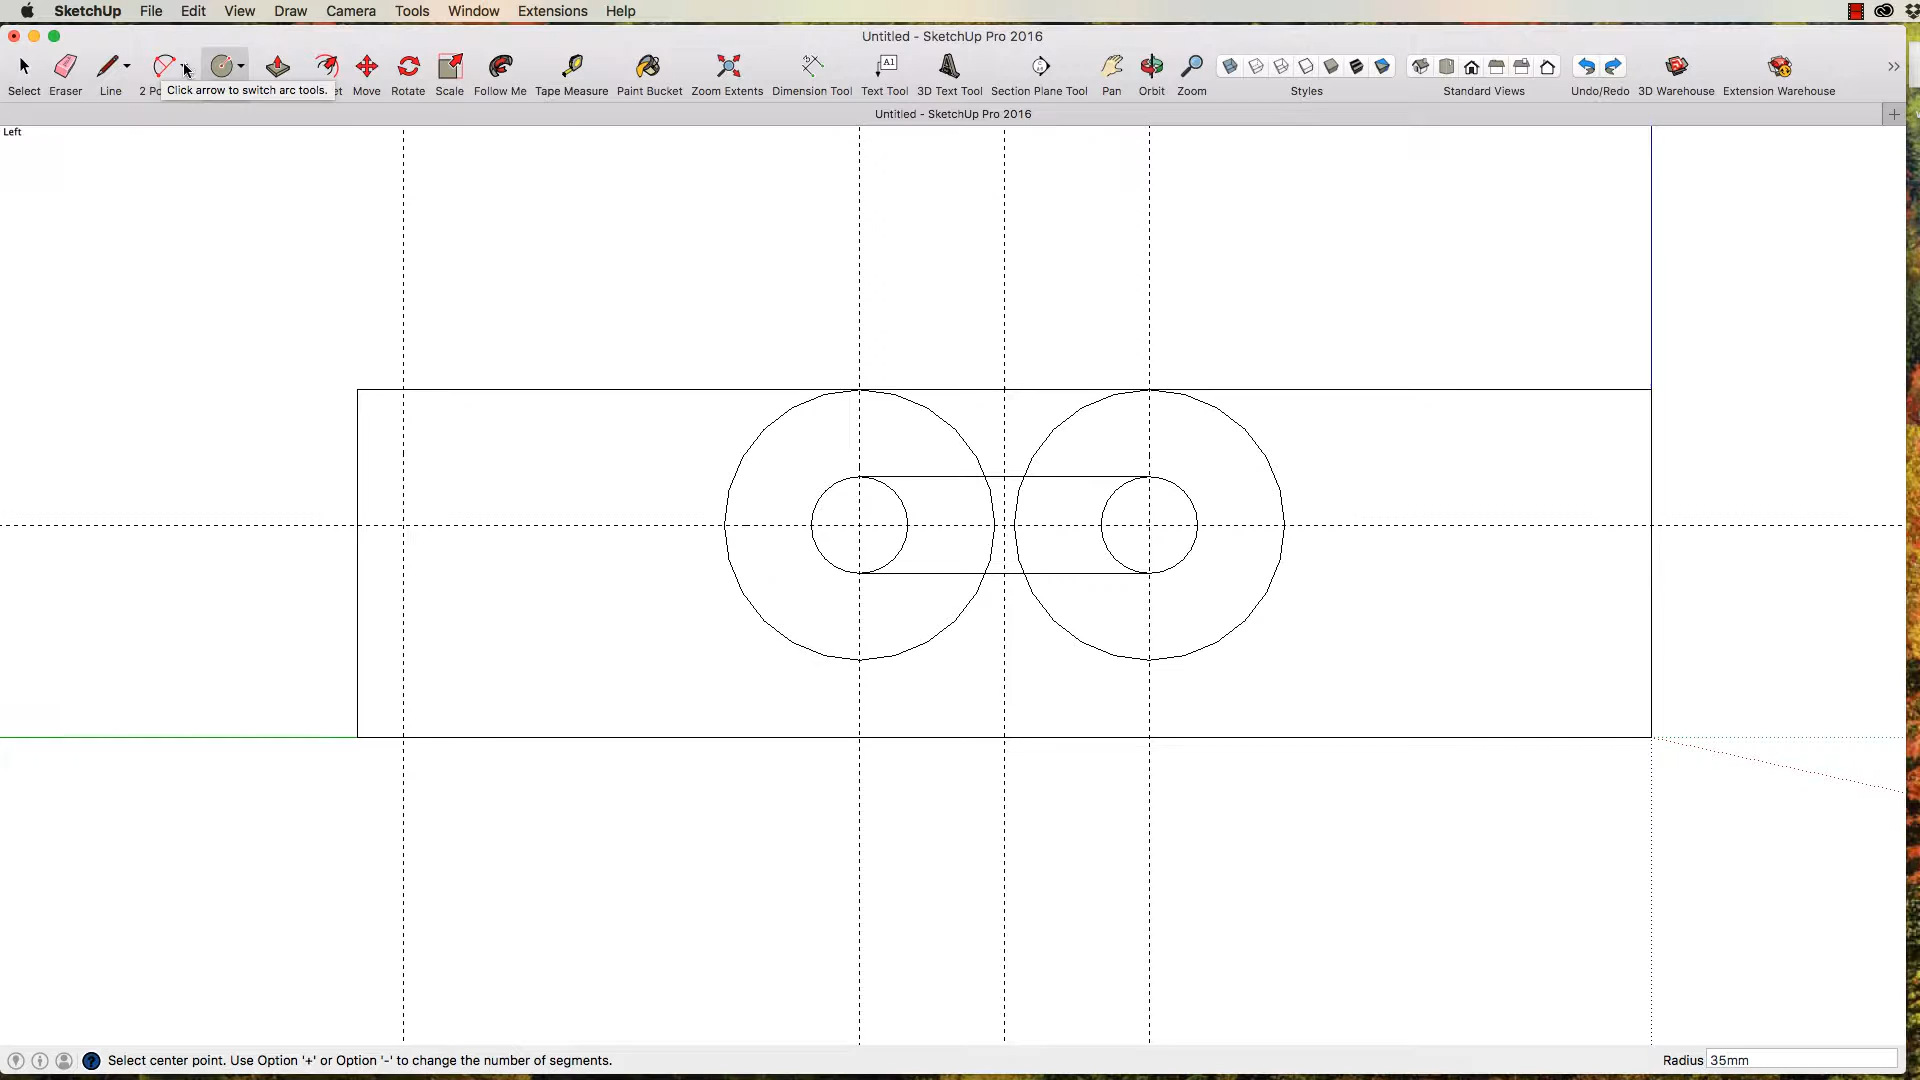 SketchUp File Edit View Draw Camera Tools Window Extensions Help
Untitled - SketchUp Pro 2016
A1
Select Eraser Line 2 Po Move Rotate Scale Follow Me Tape Measure Paint Bucket Zoom Extents Dimension Tool Text Tool 3D Text Tool Section Plane Tool Pan Orbit Zoom Styles Standard Views Undo/Redo 3D Warehouse Extension Warehouse
Click arrow to switch arc tools.
Untitled - SketchUp Pro 2016
Left
? Select center point. Use Option '+' or Option '-' to change the number of segments. Radius 35mm